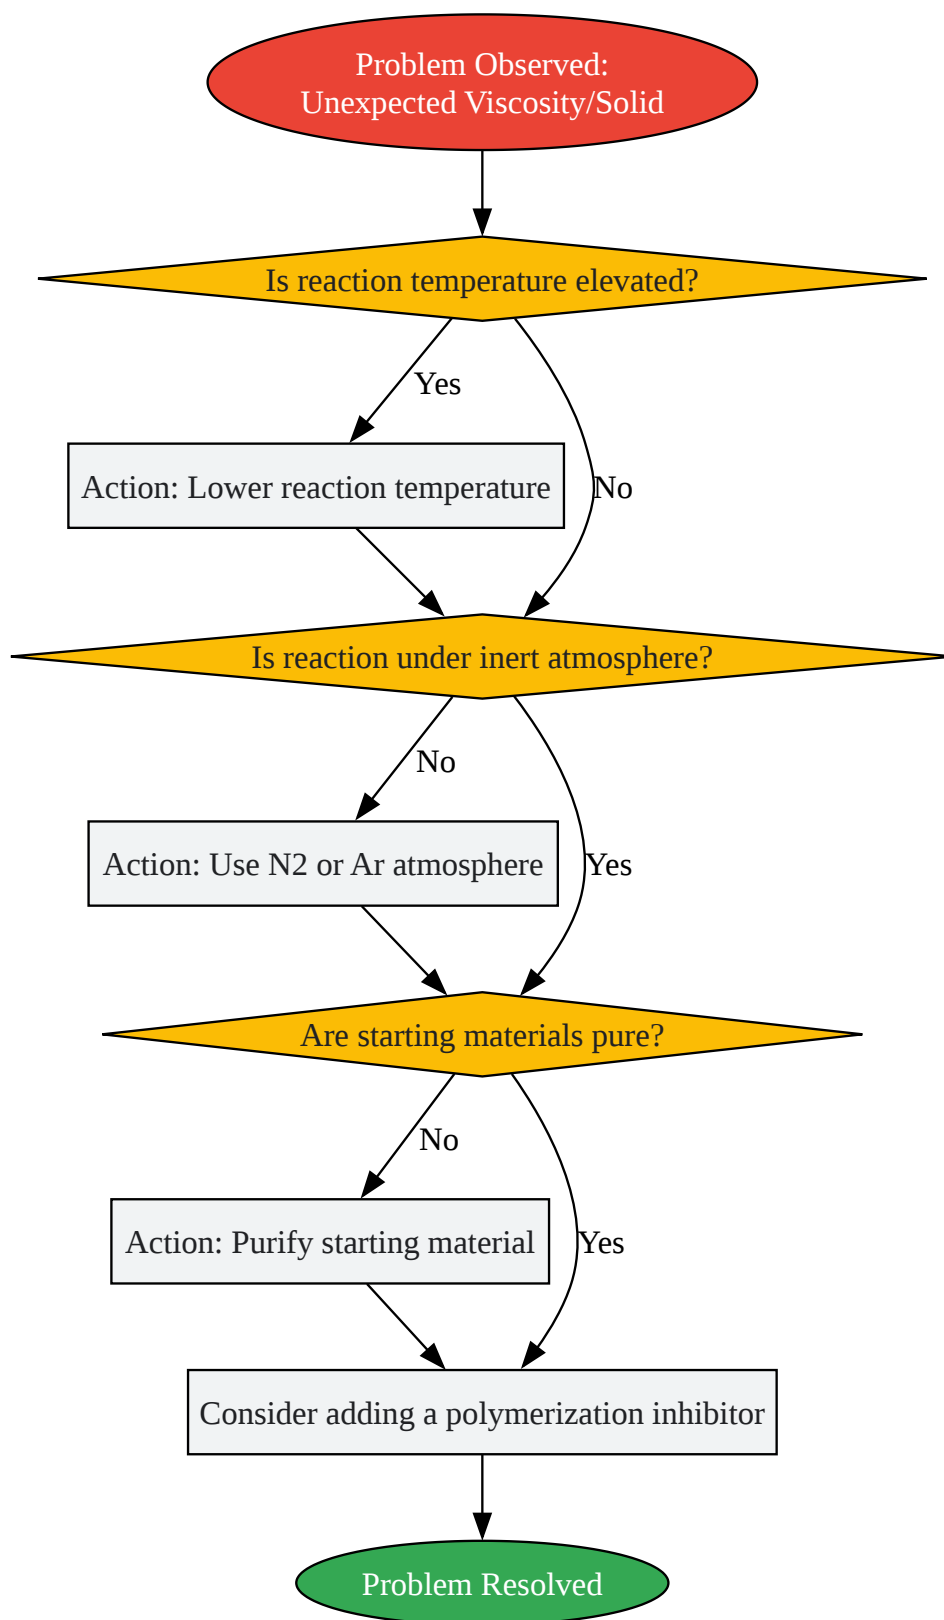 Problem Observed:
Unexpected Viscosity/Solid
Is reaction temperature elevated?
Yes
Action: Lower reaction temperature
No
Is reaction under inert atmosphere?
No
Action: Use N2 or Ar atmosphere
Yes
Are starting materials pure?
No
Action: Purify starting material
Yes
Consider adding a polymerization inhibitor
Problem Resolved